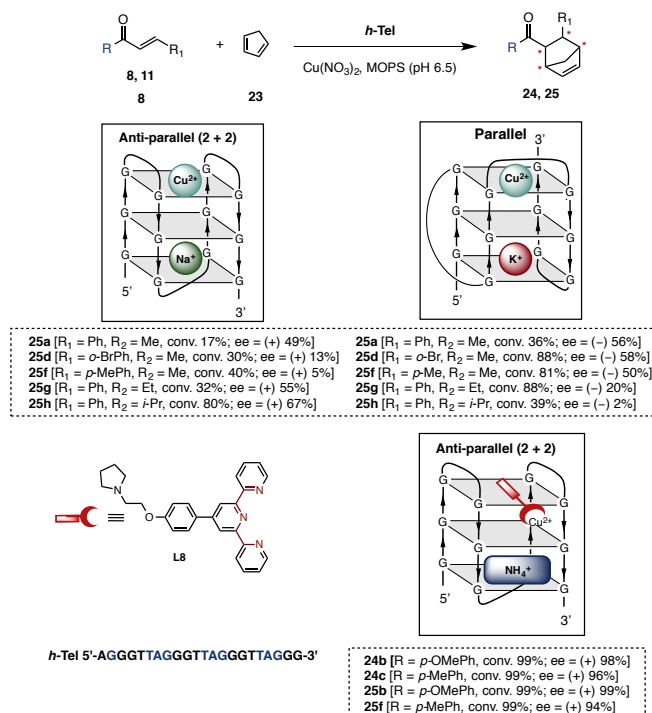 O
R
R₁
8, 11
8
+
23
h-Tel
Cu(NO₃)₂, MOPS (pH 6.5)
O
R₁
R
*
*
*
*
24, 25
Anti-parallel (2 + 2)
G
G
G
G
G
G
G
G
G
G
G
G
Cu²⁺
Na⁺
5’
3’
Parallel
3’
G
G
G
G
G
G
G
G
G
G
G
G
Cu²⁺
K⁺
5’
25a [R₁ = Ph, R₂ = Me, conv. 17%; ee = (+) 49%]
25d [R₁ = o-BrPh, R₂ = Me, conv. 30%; ee = (+) 13%]
25f [R₁ = p-MePh, R₂ = Me, conv. 40%; ee = (+) 5%]
25g [R₁ = Ph, R₂ = Et, conv. 32%; ee = (+) 55%]
25h [R₁ = Ph, R₂ = i-Pr, conv. 80%; ee = (+) 67%]
25a [R₁ = Ph, R₂ = Me, conv. 36%; ee = (−) 56%]
25d [R₁ = o-Br, R₂ = Me, conv. 88%; ee = (−) 58%]
25f [R₁ = p-Me, R₂ = Me, conv. 81%; ee = (−) 50%]
25g [R₁ = Ph, R₂ = Et, conv. 88%; ee = (−) 20%]
25h [R₁ = Ph, R₂ = i-Pr, conv. 39%; ee = (−) 2%]
N
O
N
N
N
L8
Anti-parallel (2 + 2)
G
G
G
G
G
G
G
G
G
G
G
Cu²⁺
NH₄⁺
5’
3’
h-Tel 5'-AGGGTTAGGGTTAGGGTTAGGG-3'
24b [R = p-OMePh, conv. 99%; ee = (+) 98%]
24c [R = p-MePh, conv. 99%; ee = (+) 96%]
25b [R = p-OMePh, conv. 99%; ee = (+) 99%]
25f [R = p-MePh, conv. 99%; ee = (+) 94%]